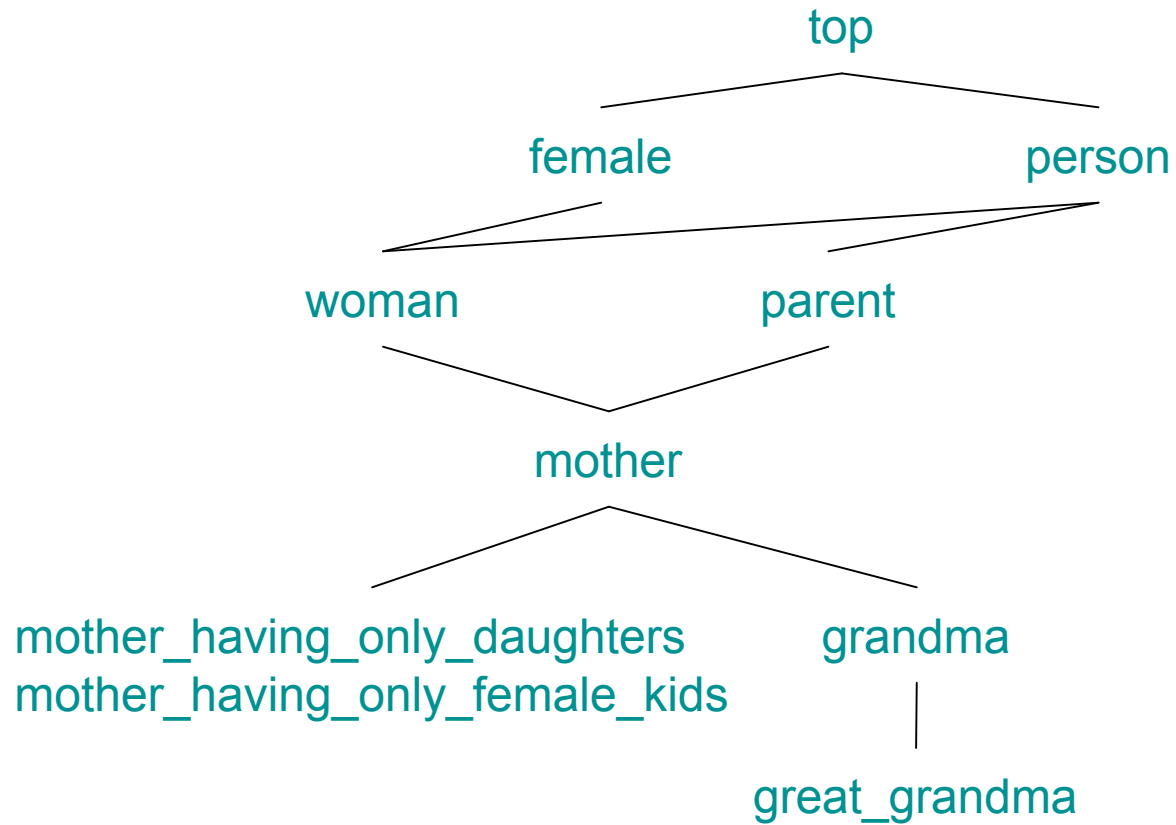 top
female person
woman parent
mother
mother_having_only_daughters grandma
mother_having_only_female_kids
great_grandma